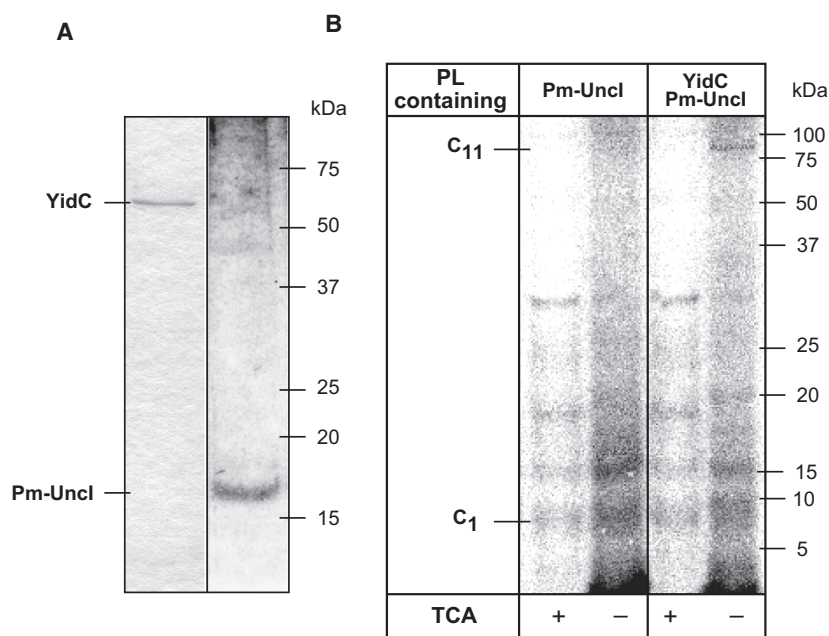 A
B
kDa
75
YidC
50
37
25
20
Pm-UncI
15
PL
containing
Pm-UncI
YidC
Pm-UncI
kDa
C11
100
75
50
37
25
20
15
10
C1
5
TCA + – + –